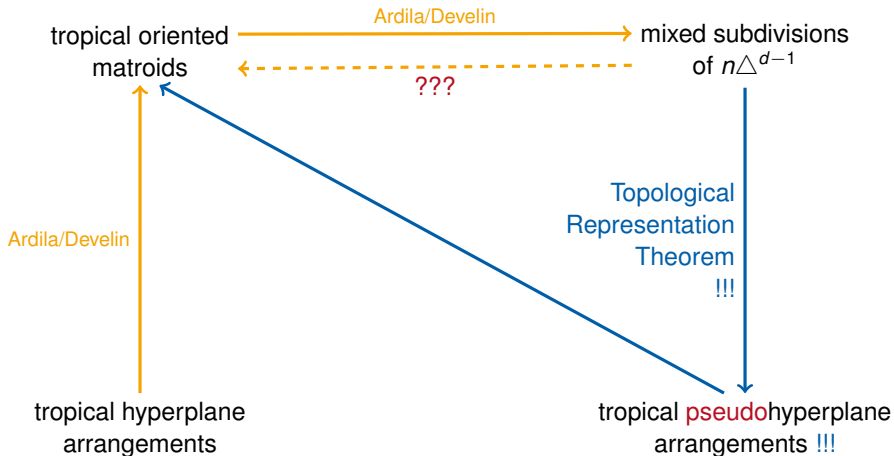 Ardila/Develin
tropical oriented
matroids
mixed subdivisions
of n△^{d−1}
???
Topological
Representation
Theorem
!!!
Ardila/Develin
tropical hyperplane
arrangements
tropical pseudohyperplane
arrangements !!!